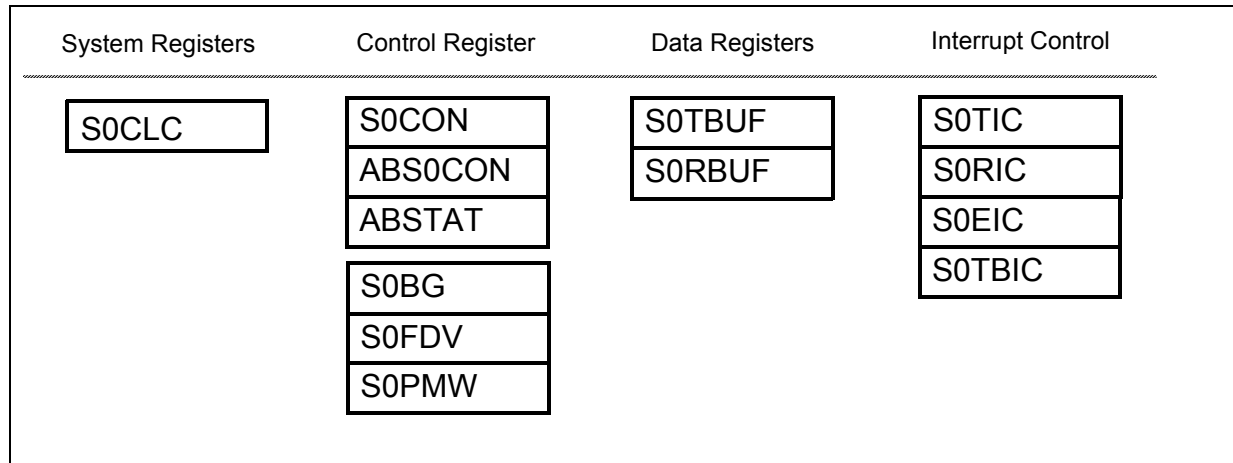 System Registers
Control Register
Data Registers
Interrupt Control
S0CLC
S0CON
ABS0CON
ABSTAT
S0BG
S0FDV
S0PMW
S0TBUF
S0RBUF
S0TIC
S0RIC
S0EIC
S0TBIC